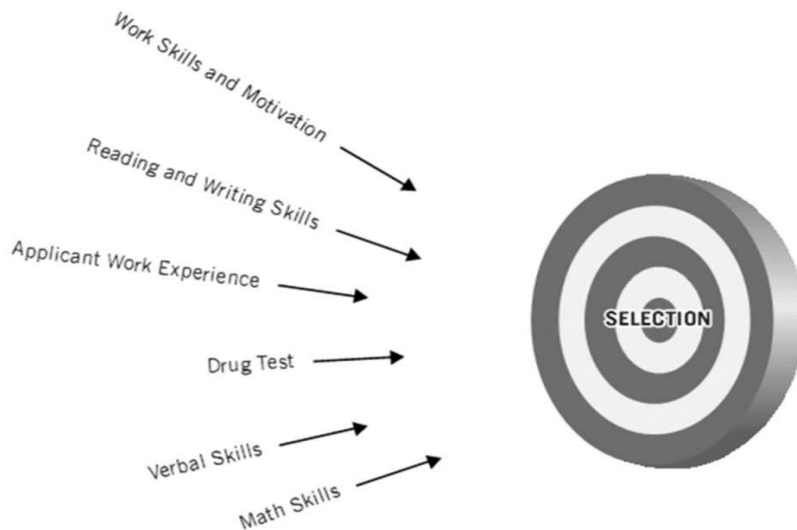 Work Skills and Motivation
Reading and Writing Skills
Applicant Work Experience
SELECTION
Drug Test
Verbal Skills
Math Skills